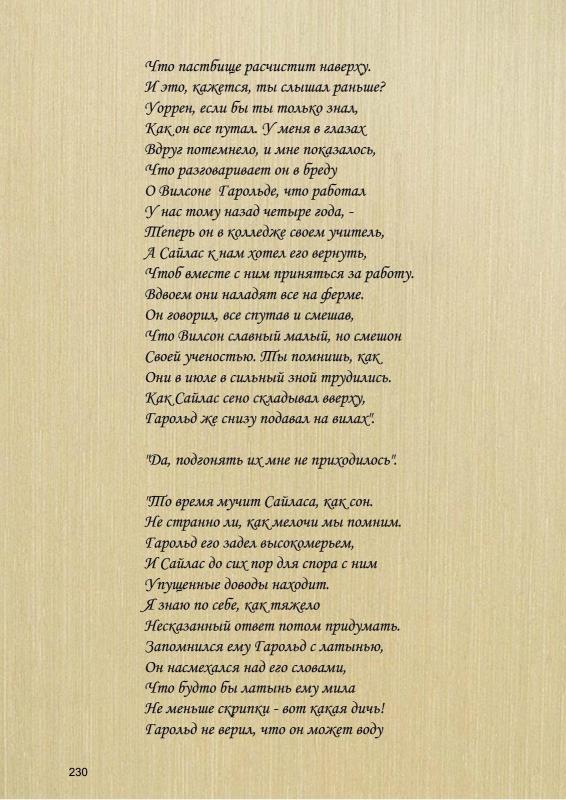 Что пастбище расчистит наверху.
И это, кажется, ты слышал раньше?
Уоррен, если бы ты только знал,
Как он все путал. У меня в глазах
Вдруг потемнело, и мне показалось,
Что разговаривает он в бреду
О Вилсоне Гарольде, что работал
У нас тому назад четыре года, -
Теперь он в колледже своем учитель,
А Сайлас к нам хотел его вернуть,
Чтоб вместе с ним приняться за работу.
Вдвоем они наладят все на ферме.
Он говорил, все спутав и смешав,
Что Вилсон славный малый, но смешон
Своей ученостью. Ты помнишь, как
Они в июле в сильный зной трудились.
Как Сайлас сено складывал вверху,
Гарольд же снизу подавал на вилах".

"Да, подгонять их мне не приходилось".

"То время мучит Сайласа, как сон.
Не странно ли, как мелочи мы помним.
Гарольд его задел высокомерьем,
И Сайлас до сих пор для спора с ним
Упущенные доводы находит.
Я знаю по себе, как тяжело
Несказанный ответ потом придумать.
Запомнился ему Гарольд с латынью,
Он насмехался над его словами,
Что будто бы латынь ему мила
Не меньше скрипки - вот какая дичь!
Гарольд не верил, что он может воду
230